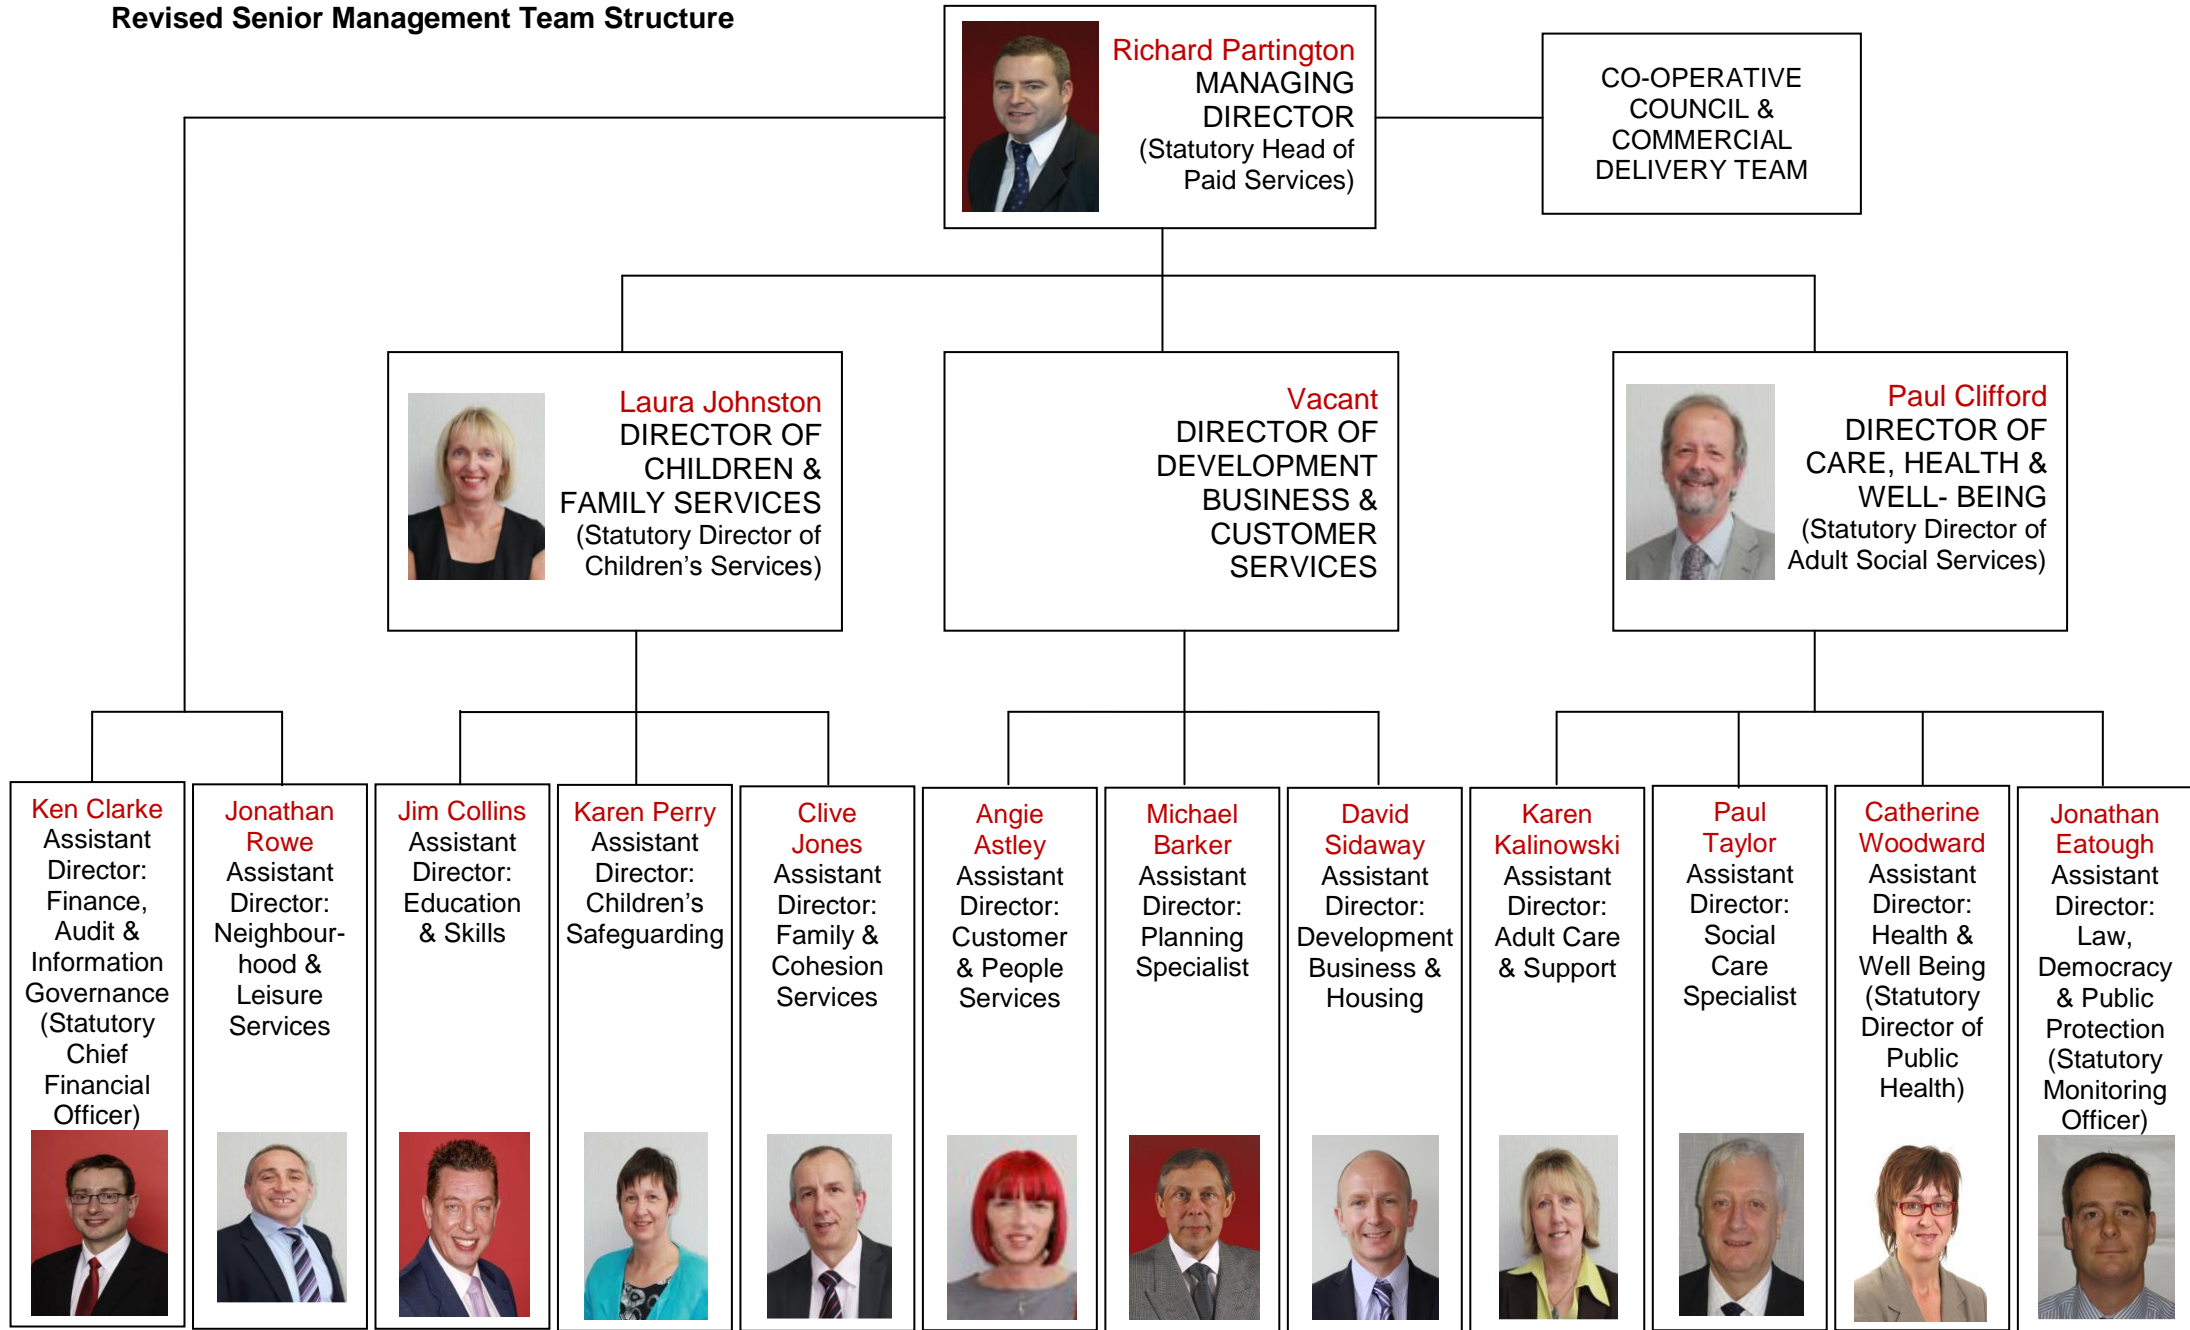 Revised Senior Management Team Structure
Richard Partington
MANAGING
DIRECTOR
(Statutory Head of
Paid Services)
CO-OPERATIVE
COUNCIL &
COMMERCIAL
DELIVERY TEAM
Laura Johnston
DIRECTOR OF
CHILDREN &
FAMILY SERVICES
(Statutory Director of
Children’s Services)
Vacant
DIRECTOR OF
DEVELOPMENT
BUSINESS &
CUSTOMER
SERVICES
Paul Clifford
DIRECTOR OF
CARE, HEALTH &
WELL- BEING
(Statutory Director of
Adult Social Services)
Ken Clarke
Assistant
Director:
Finance,
Audit &
Information
Governance
(Statutory
Chief
Financial
Officer)
Jonathan
Rowe
Assistant
Director:
Neighbour-
hood &
Leisure
Services
Jim Collins
Assistant
Director:
Education
& Skills
Karen Perry
Assistant
Director:
Children’s
Safeguarding
Clive
Jones
Assistant
Director:
Family &
Cohesion
Services
Angie
Astley
Assistant
Director:
Customer
& People
Services
Michael
Barker
Assistant
Director:
Planning
Specialist
David
Sidaway
Assistant
Director:
Development
Business &
Housing
Karen
Kalinowski
Assistant
Director:
Adult Care
& Support
Paul
Taylor
Assistant
Director:
Social
Care
Specialist
Catherine
Woodward
Assistant
Director:
Health &
Well Being
(Statutory
Director of
Public
Health)
Jonathan
Eatough
Assistant
Director:
Law,
Democracy
& Public
Protection
(Statutory
Monitoring
Officer)